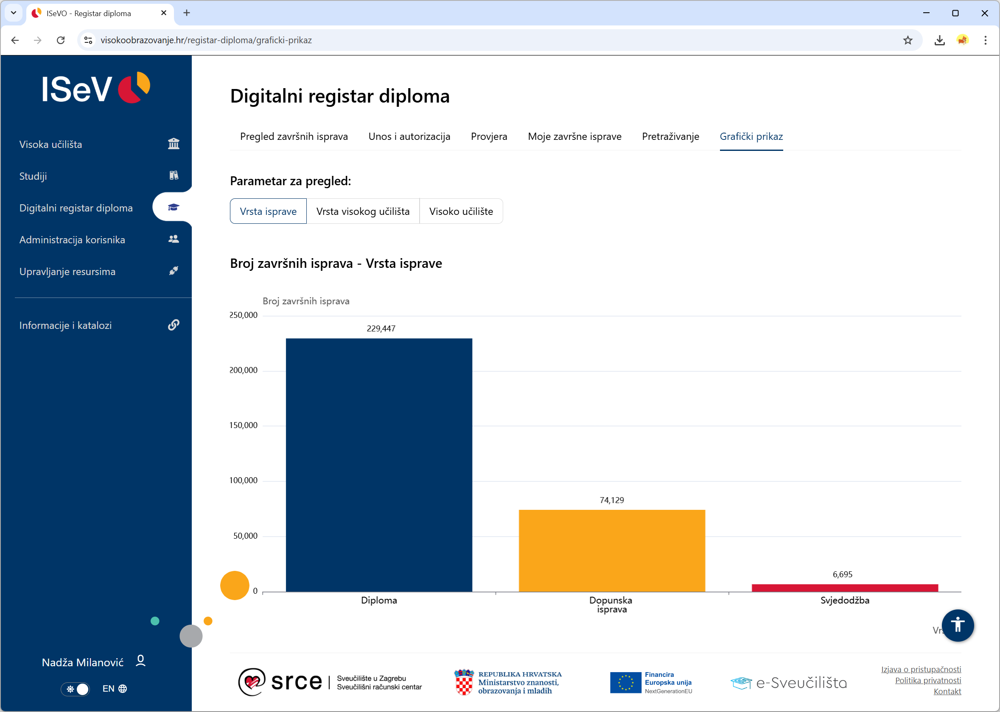 ISeVO - Registar diploma
visokoobrazovanje.hr/registar-diploma/graficki-prikaz
ISeV
Visoka učilišta
Studiji
Digitalni registar diploma
Administracija korisnika
Upravljanje resursima
Informacije i katalozi
Nadža Milanović
EN
Digitalni registar diploma
Pregled završnih isprava
Unos i autorizacija
Provjera
Moje završne isprave
Pretraživanje
Grafički prikaz
Parametar za pregled:
Vrsta isprave
Vrsta visokog učilišta
Visoko učilište
Broj završnih isprava - Vrsta isprave
Broj završnih isprava
250,000
200,000
150,000
100,000
50,000
0
229,447
74,129
6,695
Diploma
Dopunska
isprava
Svjedodžba
srce
Sveučilište u Zagrebu
Sveučilišni računski centar
REPUBLIKA HRVATSKA
Ministarstvo znanosti,
obrazovanja i mladih
Financira
Europska unija
NextGenerationEU
e-Sveučilišta
Izjava o pristupačnosti
Politika privatnosti
Kontakt